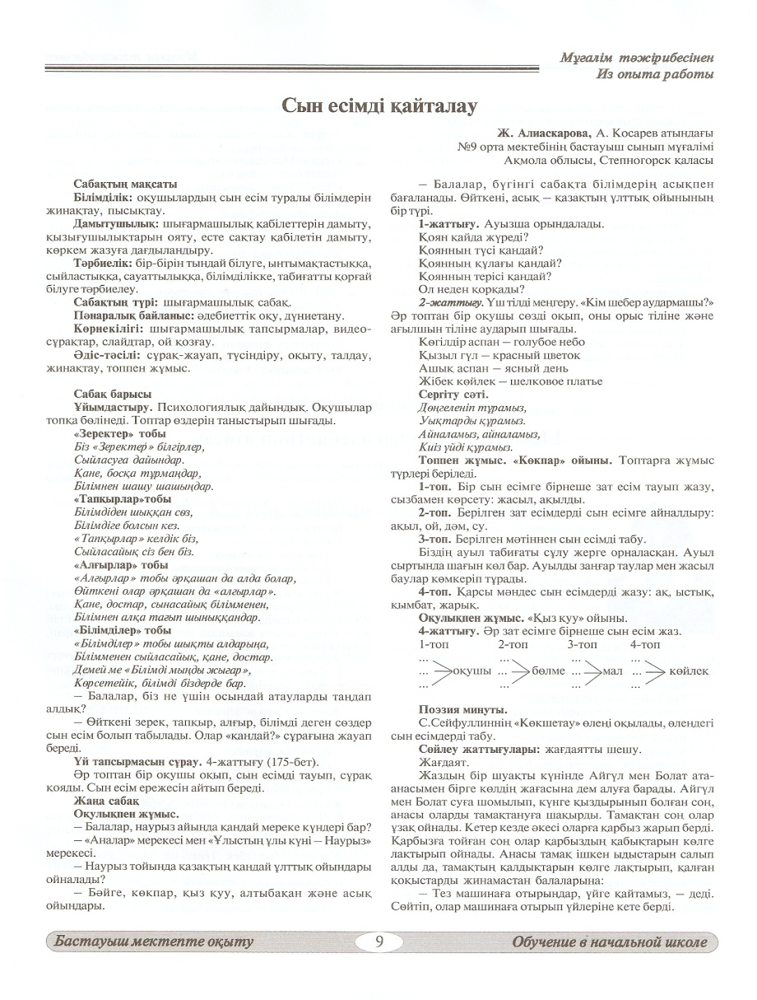 Мұғалім тәжірибесінен
Из опыта работы
Сын есімді қайталау
Ж. Алиаскарова, А. Косарев атындағы
№9 орта мектебінің бастауыш сынып мұғалімі
Ақмола облысы, Степногорск қаласы
Сабақтың мақсаты
Білімділік: оқушылардың сын есім туралы білімдерін
жинақтау, пысықтау.
Дамытушылық: шығармашылық қабілеттерін дамыту,
қызығушылықтарын ояту, есте сақтау қабілетін дамыту,
көркем жазуға дағдыландыру.
Тәрбиелік: бір-бірін тыңдай білуге, ынтымақтастыққа,
сыйластыққа, сауаттылыққа, білімділікке, табиғатты қорғай
білуге тәрбиелеу.
Сабақтың түрі: шығармашылық сабақ.
Пәнаралық байланыс: әдебиеттік оқу, дүниетану.
Көрнекілігі: шығармашылық тапсырмалар, видео-
сұрақтар, слайдтар, ой қозғау.
Әдіс-тәсілі: сұрақ-жауап, түсіндіру, оқыту, талдау,
жинақтау, топпен жұмыс.
Сабақ барысы
Ұйымдастыру. Психологиялық дайындық. Оқушылар
топқа бөлінеді. Топтар өздерін таныстырып шығады.
«Зеректер» тобы
Біз «Зеректер» білгірлер,
Сыйласуға дайындар.
Қане, босқа тұрмаңдар,
Білімнен шашу шашыңдар.
«Тапқырлар»тобы
Білімдіден шыққан сөз,
Білімдіге болсын кез.
«Тапқырлар» келдік біз,
Сыйласайық сіз бен біз.
«Алғырлар» тобы
«Алғырлар» тобы әрқашан да алда болар,
Өйткені олар әрқашан да «алғырлар».
Қане, достар, сынасайық біліммен­ен,
Білімнен алқа тағып шыныққандар.
«Білімділер» тобы
«Білімділер» тобы шықты алдарыңа,
Білімменен сыйласайық, қане, достар.
Демей ме «Білімді мыңды жығар»,
Көрсетейік, білімді біздерде бар.
— Балалар, біз не үшін осындай атауларды таңдап
алдық?
— Өйткені зерек, тапқыр, алғыр, білімді деген сөздер
сын есім болып табылады. Олар «қандай?» сұрағына жауап
береді.
Үй тапсырмасын сұрау. 4-жаттығу (175-бет).
Әр топтан бір оқушы оқып, сын есімді тауып, сұрақ
қояды. Сын есім ережесін айтып береді.
Жаңа сабақ
Оқулықпен жұмыс.
— Балалар, наурыз айында қандай мереке күндері бар?
— «Аналар» мерекесі мен «Ұлыстың ұлы күні — Наурыз»
мерекесі.
— Наурыз тойында қазақтың қандай ұлттық ойындары
ойналады?
— Бәйге, көкпар, қыз қуу, алтыбақан және асық
ойындары.
— Балалар, бүгінгі сабақта білімдерің асықпен
бағаланады. Өйткені, асық — қазақтың ұлттық ойынының
бір түрі.
1-жаттығу. Ауызша орындалады.
Қоян қайда жүреді?
Қоянның түсі қандай?
Қоянның құлағы қандай?
Қоянның терісі қандай?
Ол неден қорқады?
2-жаттығу. Үш тілді меңгеру. «Кім шебер аудармашы?»
Әр топтан бір оқушы сөзді оқып, оны орыс тіліне және
ағылшын тіліне аударып шығады.
Көгілдір аспан — голубое небо
Қызыл гүл — красный цветок
Ашық аспан — ясный день
Жібек көйлек — шелковое платье
Сергіту сәті.
Дөңгеленіп тұрамыз,
Уықтарды құрамыз.
Айналамыз, айналамыз,
Киіз үйді құрамыз.
Топпен жұмыс. «Көкпар» ойыны. Топтарға жұмыс
түрлері беріледі.
1-топ. Бір сын есімге бірнеше зат есім тауып жазу,
сызбамен көрсету: жасыл, ақылды.
2-топ. Берілген зат есімдерді сын есімге айналдыру:
ақыл, ой, дәм, су.
3-топ. Берілген мәтіннен сын есімді табу.
Біздің ауыл табиғаты сұлу жерге орналасқан. Ауыл
сыртында шағын көл бар. Ауылды заңғар таулар мен жасыл
баулар көмкеріп тұрады.
4-топ. Қарсы мәндес сын есімдерді жазу: ақ, ыстық,
қымбат, жарық.
Оқулықпен жұмыс. «Қыз қуу» ойыны.
4-жаттығу. Әр зат есімге бірнеше сын есім жаз.
1-топ 2-топ 3-топ 4-топ
... ... ... ...
... оқушы ... бөлме ... мал ... көйлек
... ... ... ...
Поэзия минуты.
С.Сейфуллиннің «Көкшетау» өлеңі оқылады, өлеңдегі
сын есімдерді табу.
Сөйлеу жаттығулары: жағдаятты шешу.
Жағдаят.
Жаздың бір шуақты күнінде Айгүл мен Болат ата-
анасымен бірге көлдің жағасына дем алуға барады. Айгүл
мен Болат суға шомылып, күнге қыздырынып болған соң,
анасы оларды тамақтануға шақырды. Тамақтан соң олар
ұзақ ойнады. Кетер кезде әкесі оларға қарбыз жарып берді.
Қарбызға тойған соң олар қарбыздың қабықтарын көлге
лақтырып ойнады. Анасы тамақ ішкен ыдыстарын салып
алды да, тамақтың қалдықтарын көлге лақтырып, қалған
қоқыстарды жинамастан балаларына:
— Тез машинаға отырыңдар, үйге қайтамыз, — деді.
Сөйтіп, олар машинаға отырып үйлеріне кете берді.
Бастауыш мектепте оқыту
9
Обучение в начальной школе